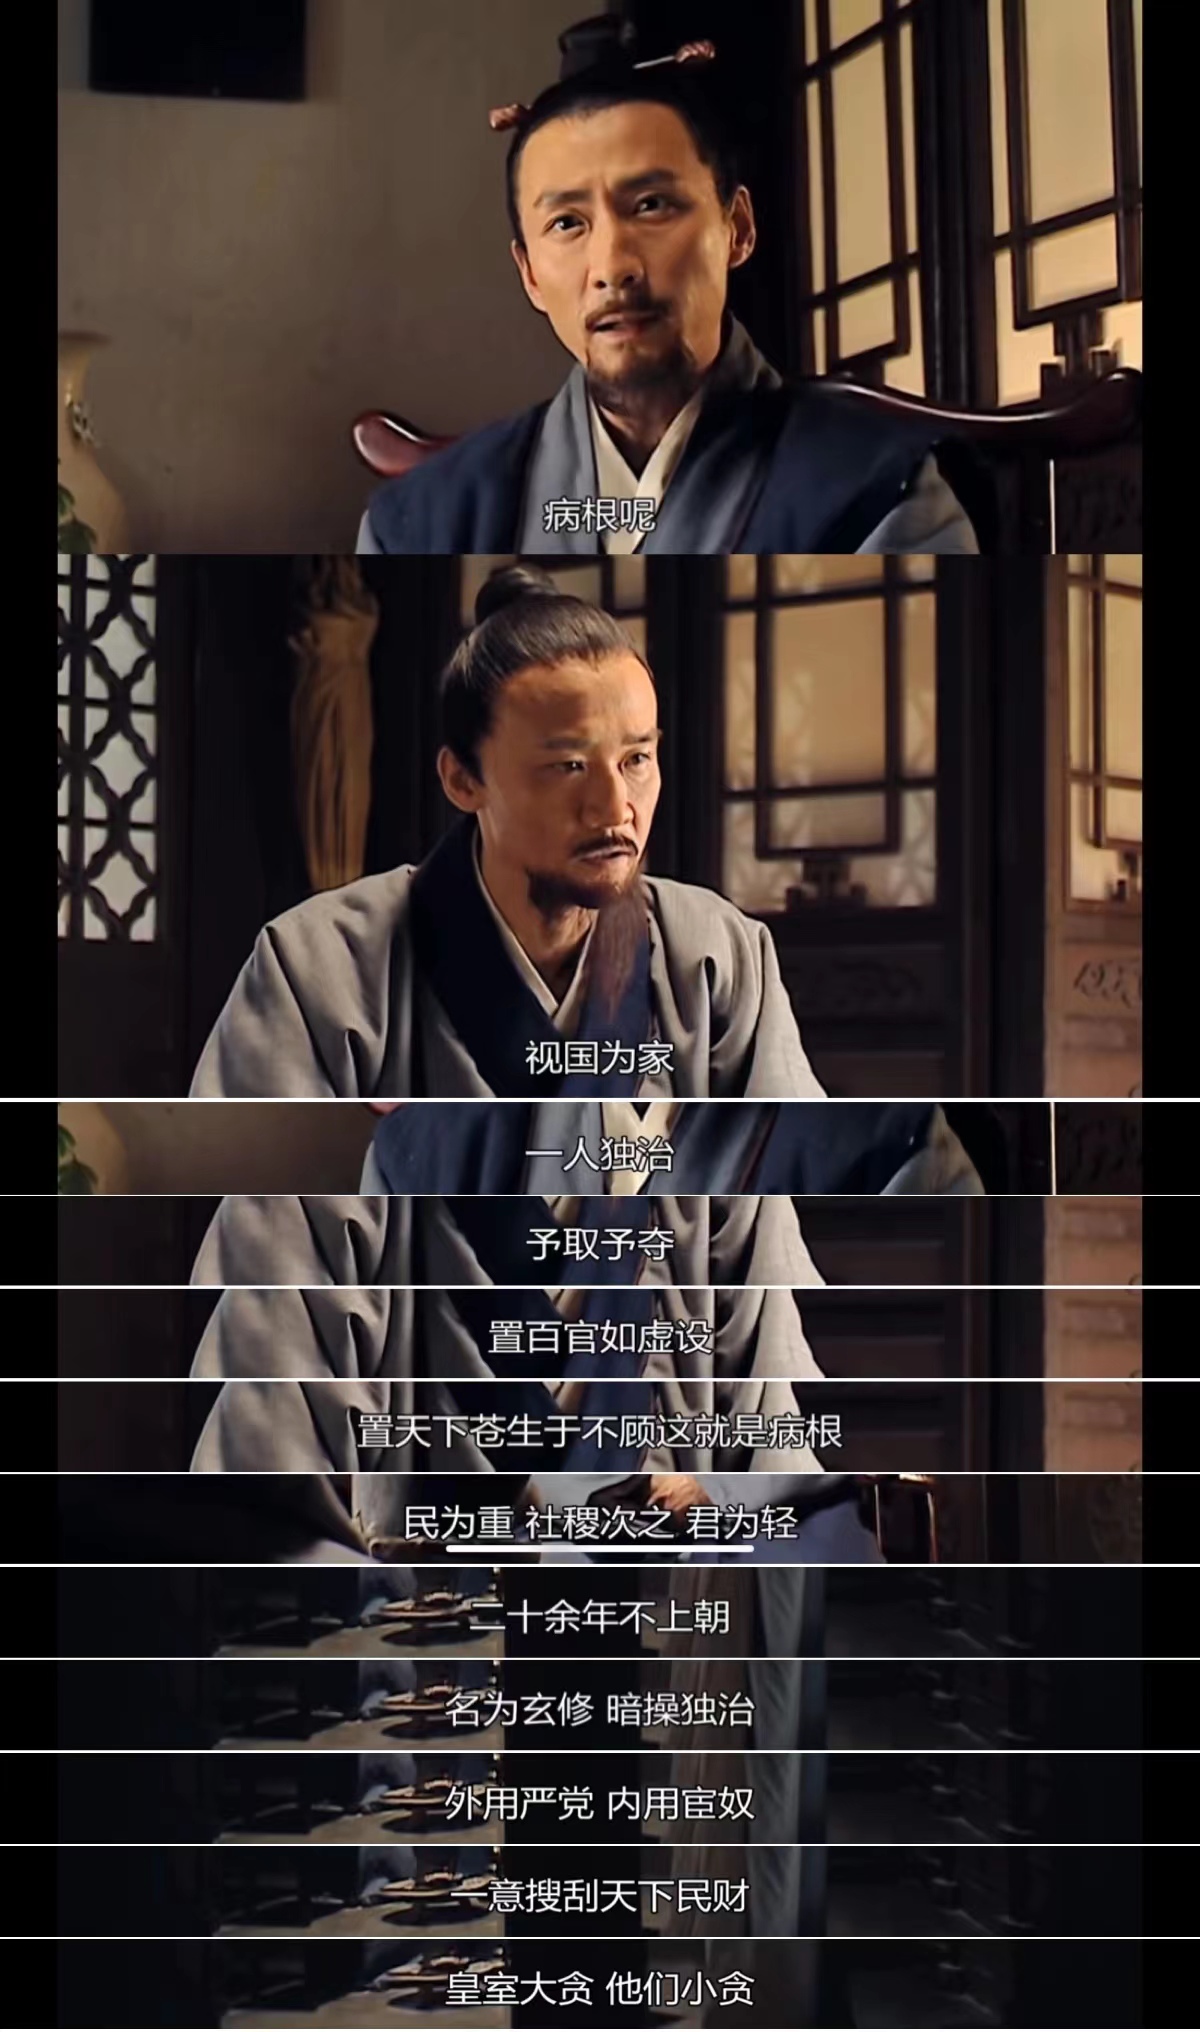 病根呢
视国为家
一人独治
予取予夺
置百官如虚设
置天下苍生于不顾这就是病根
民为重 社稷次之 君为轻
二十余年不上朝
名为玄修 暗操独治
外用严党 内用宦奴
一意搜刮天下民财
皇室大贪 他们小贪